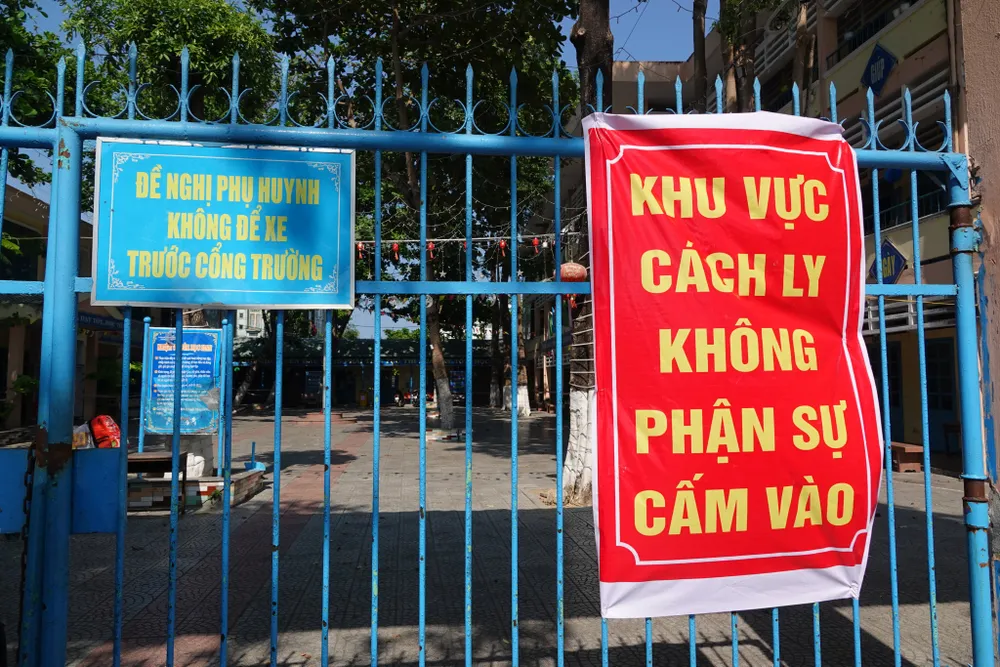 ĐỀ NGHỊ PHỤ HUYNH
KHÔNG ĐỂ XE
TRƯỚC CỔNG TRƯỜNG
KHU VỰC
CÁCH LY
KHÔNG
PHẬN SỰ
CẤM VÀO
GIÚP